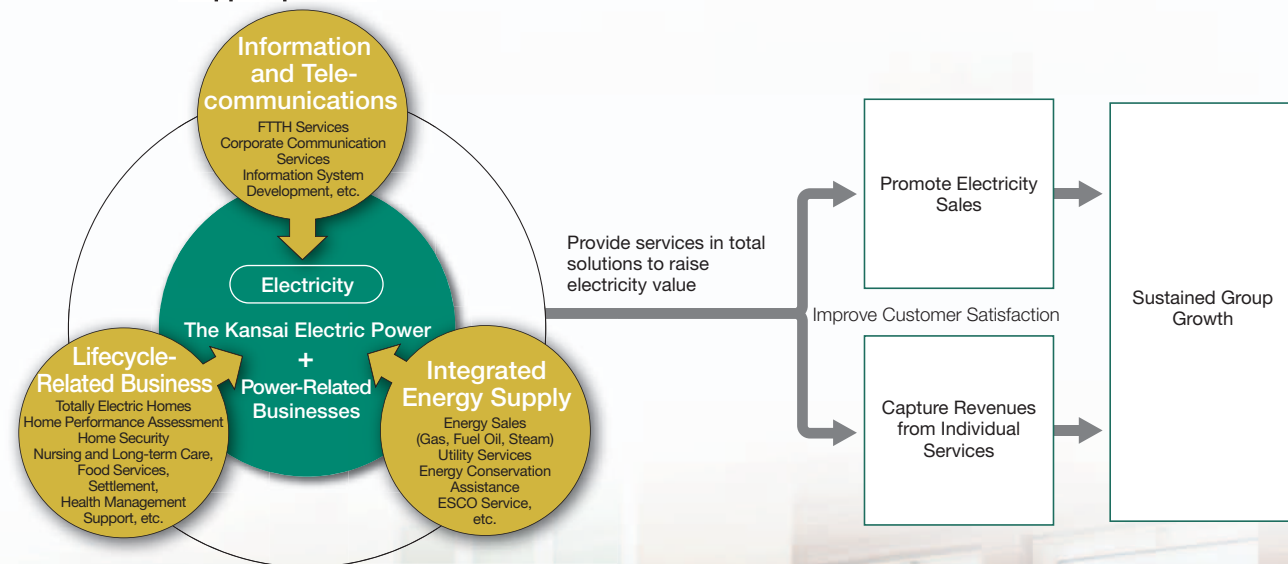 Information
and Tele-
communications
FTTH Services
Corporate Communication
Services
Information System
Development, etc.
Electricity
The Kansai Electric Power
+
Power-Related
Businesses
Lifecycle-
Related Business
Totally Electric Homes
Home Performance Assessment
Home Security
Nursing and Long-term Care,
Food Services,
Settlement,
Health Management
Support, etc.
Integrated
Energy Supply
Energy Sales
(Gas, Fuel Oil, Steam)
Utility Services
Energy Conservation
Assistance
ESCO Service,
etc.
Provide services in total
solutions to raise
electricity value
Promote Electricity
Sales
Improve Customer Satisfaction
Capture Revenues
from Individual
Services
Sustained Group
Growth